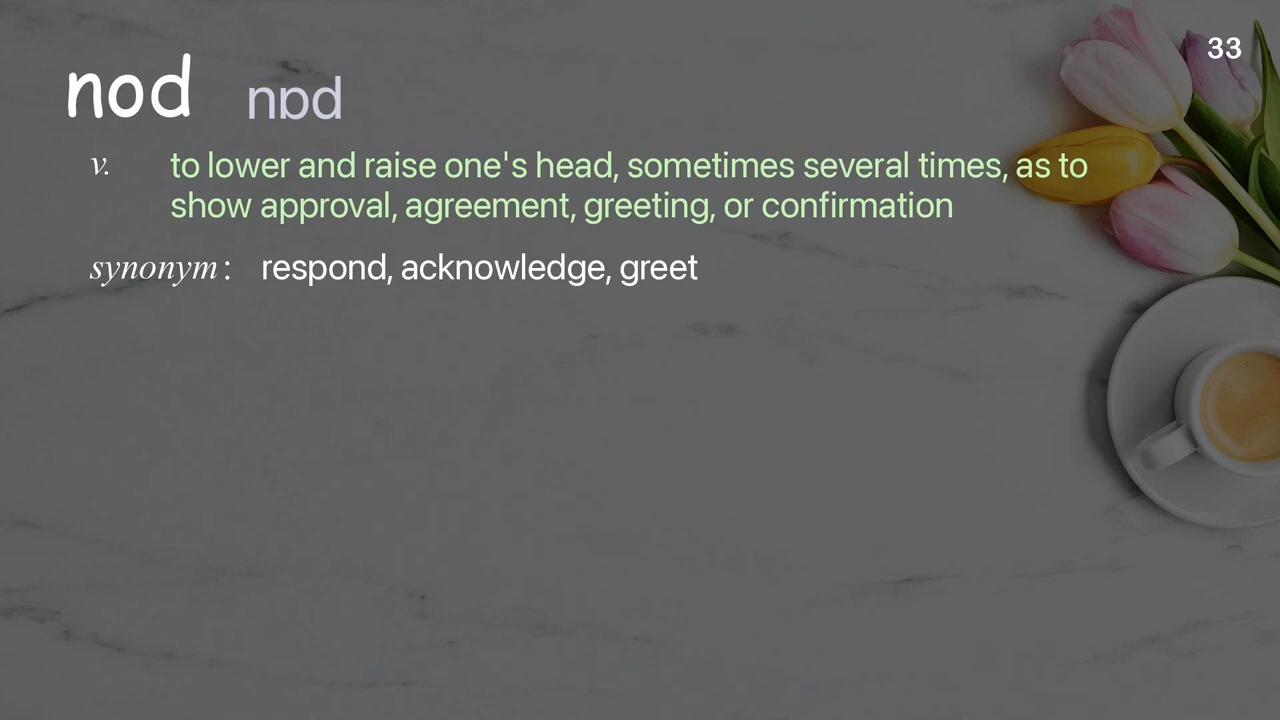 33
nod nɒd
v. to lower and raise one's head, sometimes several times, as to
show approval, agreement, greeting, or confirmation
synonym: respond, acknowledge, greet